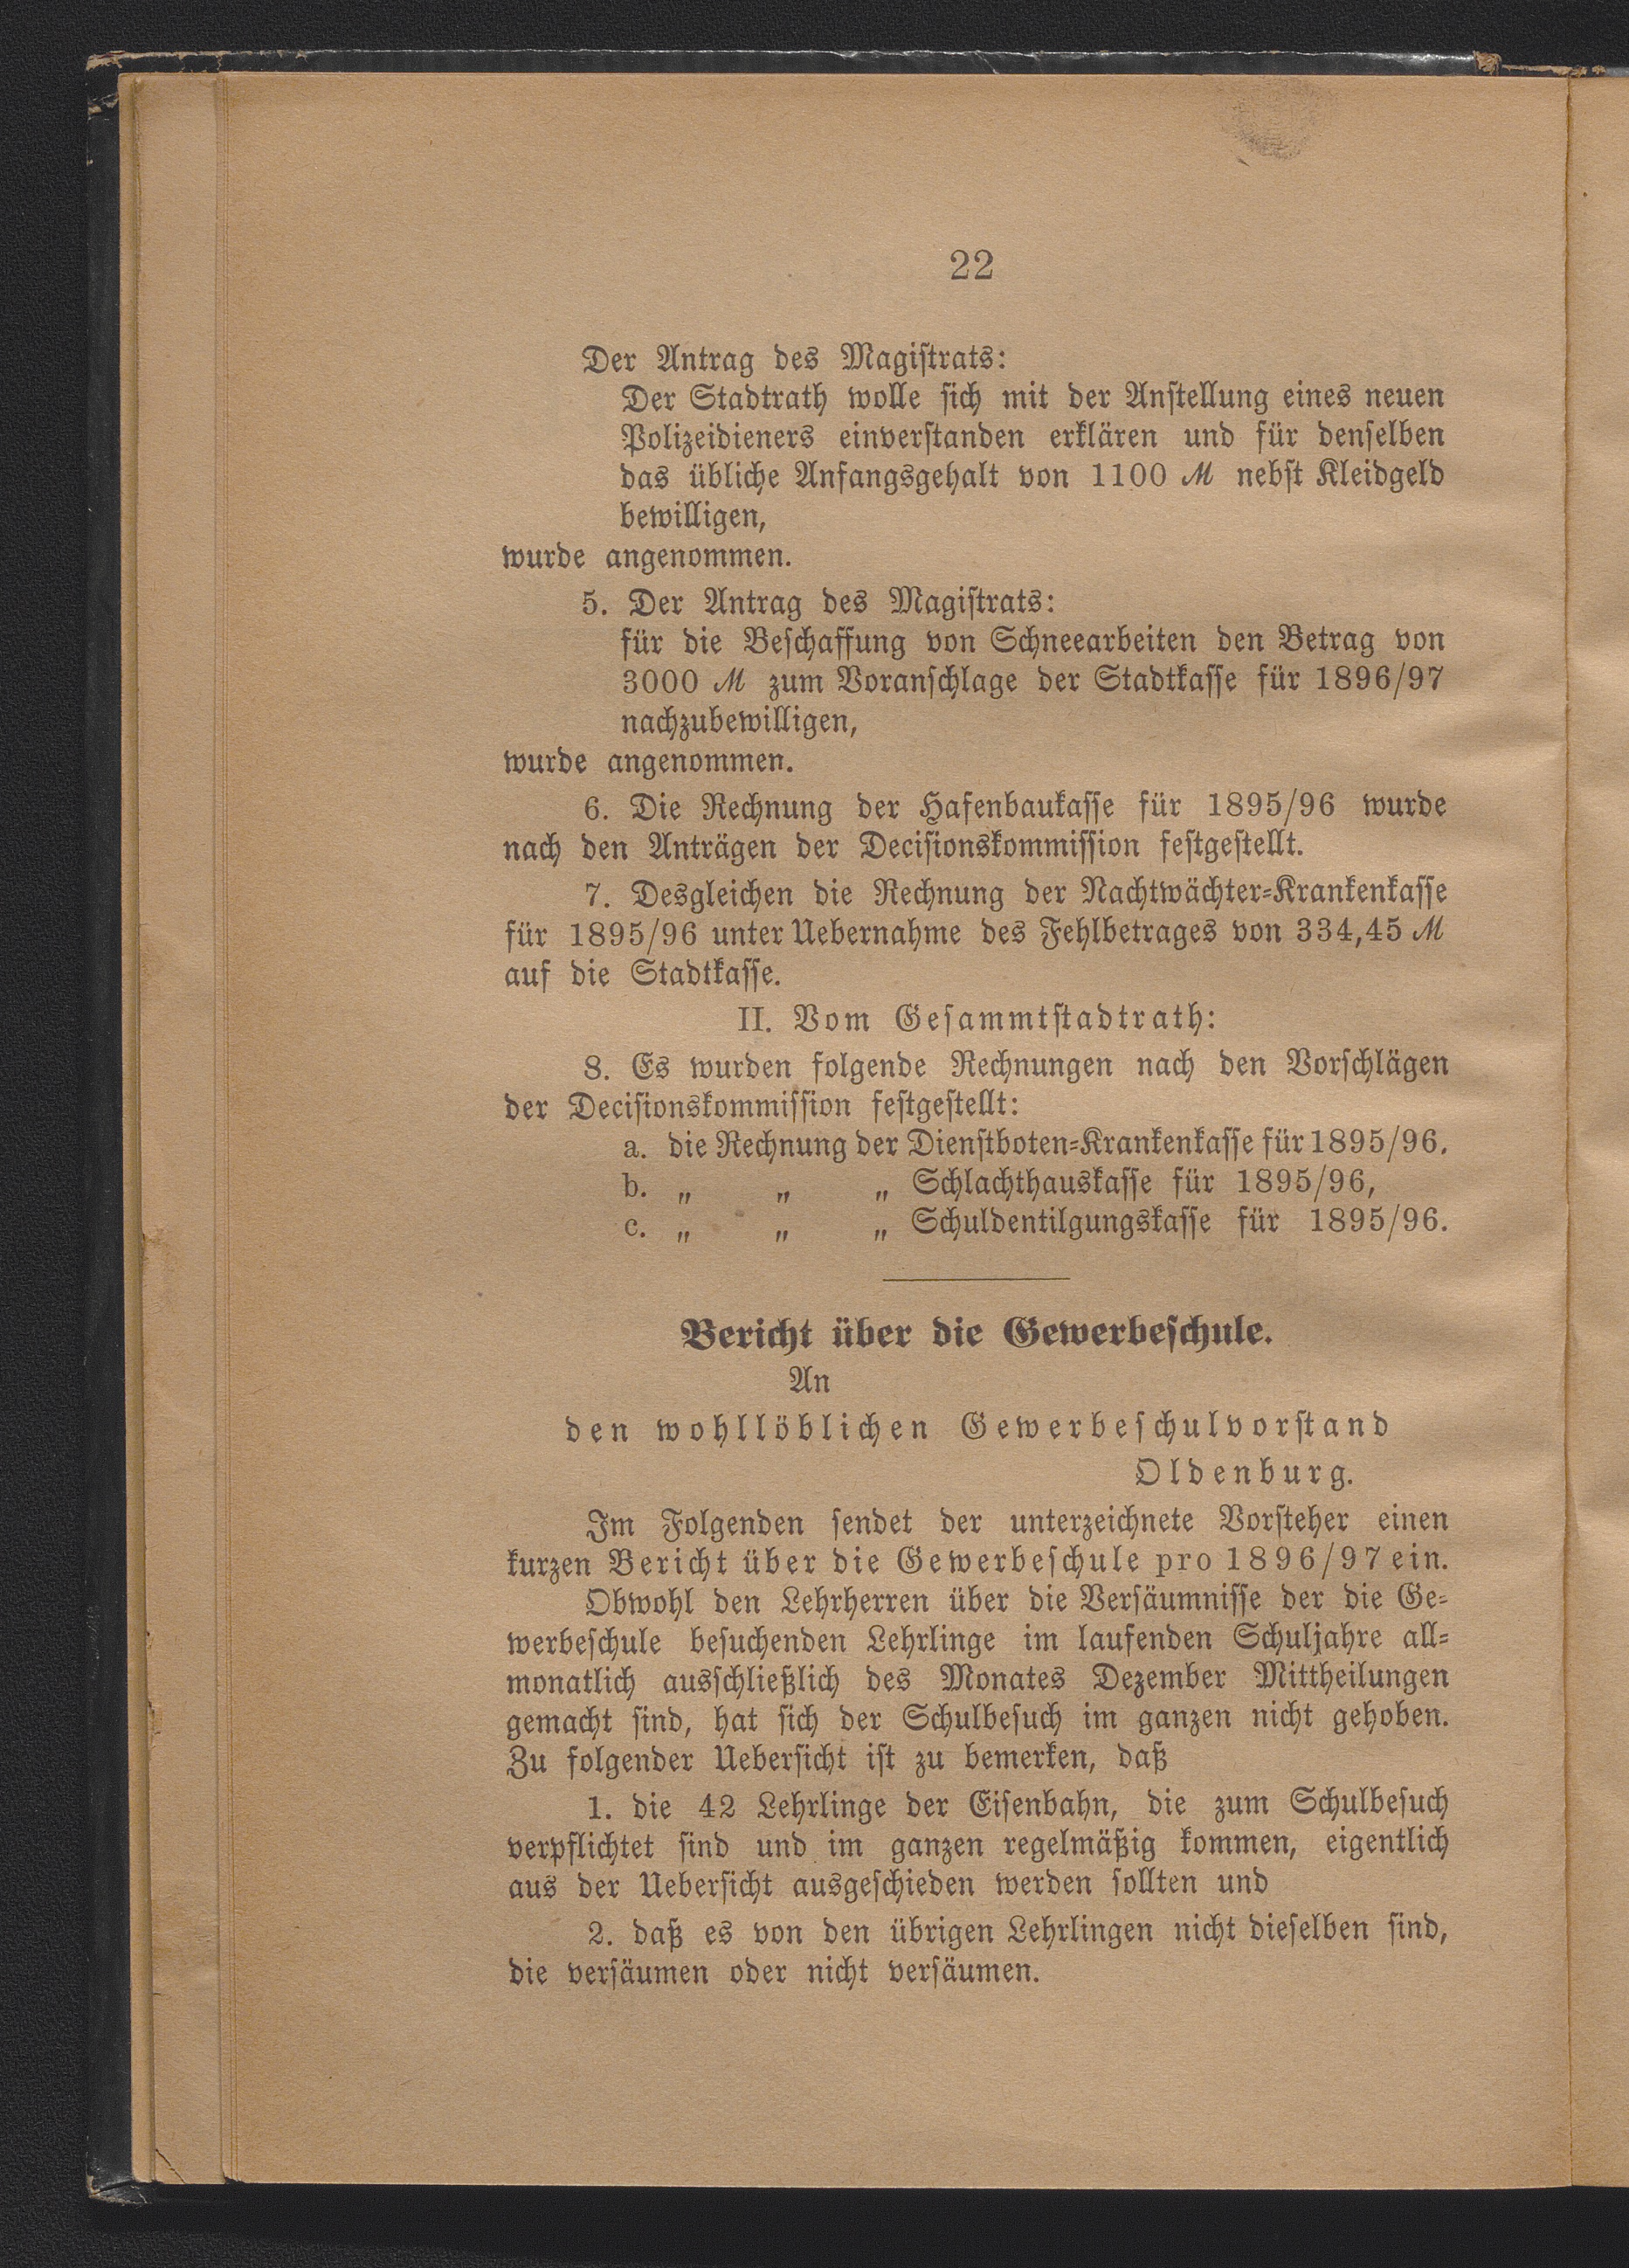 22
Der Antrag des Magiſtrats:
Der Stadtrath wolle ſich mit der Anſtellung eines neuen
Polizeidieners einverſtanden erklären und für denſelben
das übliche Anfangsgehalt von 1100 ℳ nebſt Kleidgeld
bewilligen,
wurde angenommen.
5. Der Antrag des Magiſtrats:
für die Beſchaffung von Schneearbeiten den Betrag von
3000 ℳ zum Voranſchlage der Stadtkaſſe für 1896/97
nachzubewilligen,
wurde angenommen.
6. Die Rechnung der Hafenbaukaſſe für 1895/96 wurde
nach den Anträgen der Deciſionskommiſſion feſtgeſtellt.
7. Desgleichen die Rechnung der Nachtwächter-Krankenkaſſe
für 1895/96 unter Uebernahme des Fehlbetrages von 334,45 ℳ
auf die Stadtkaſſe.
II. Vom Geſammtſtadtrath:
8. Es wurden folgende Rechnungen nach den Vorſchlägen
der Deciſionskommiſſion feſtgeſtellt:
a. die Rechnung der Dienſtboten-Krankenkaſſe für 1895/96.
b. „ „ „ Schlachthauskaſſe für 1895/96,
c. „ „ „ Schuldentilgungskaſſe für 1895/96.
Bericht über die Gewerbeſchule.
An
den wohllöblichen Gewerbeſchulvorſtand
Oldenburg.
Im Folgenden ſendet der unterzeichnete Vorſteher einen
kurzen Bericht über die Gewerbeſchule pro 1896/97 ein.
Obwohl den Lehrherren über die Verſäumniſſe der die Ge-
werbeſchule beſuchenden Lehrlinge im laufenden Schuljahre all-
monatlich ausſchließlich des Monates Dezember Mittheilungen
gemacht ſind, hat ſich der Schulbeſuch im ganzen nicht gehoben.
Zu folgender Ueberſicht iſt zu bemerken, daß
1. die 42 Lehrlinge der Eiſenbahn, die zum Schulbeſuch
verpflichtet ſind und im ganzen regelmäßig kommen, eigentlich
aus der Ueberſicht ausgeſchieden werden ſollten und
2. daß es von den übrigen Lehrlingen nicht dieſelben ſind,
die verſäumen oder nicht verſäumen.